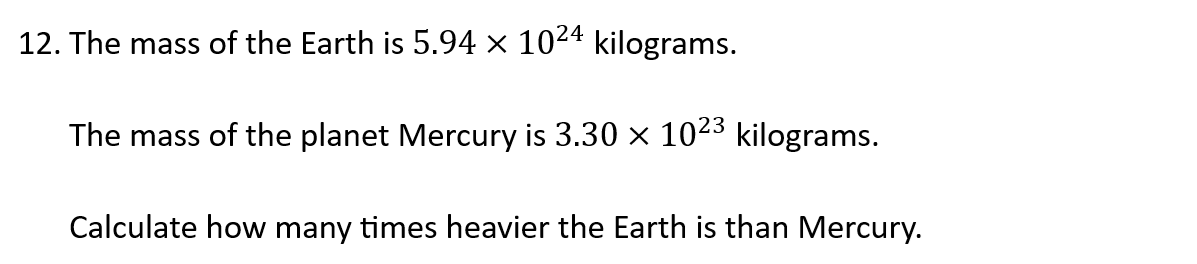 12. The mass of the Earth is 5.94 × 10²⁴ kilograms.
The mass of the planet Mercury is 3.30 × 10²³ kilograms.
Calculate how many times heavier the Earth is than Mercury.